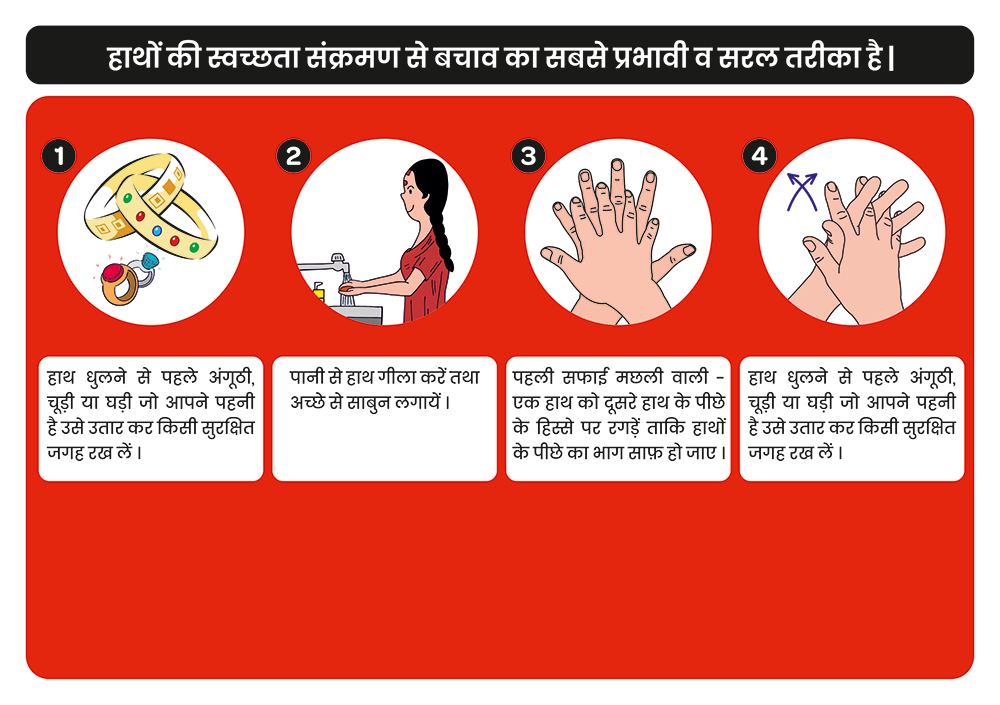 हाथों की स्वच्छता संक्रमण से बचाव का सबसे प्रभावी व सरल तरीका है|
1
हाथ धुलने से पहले अंगूठी,
चूड़ी या घड़ी जो आपने पहनी
है उसे उतार कर किसी सुरक्षित
जगह रख लें ।
2
पानी से हाथ गीला करें तथा
अच्छे से साबुन लगायें ।
3
पहली सफाई मछली वाली -
एक हाथ को दूसरे हाथ के पीछे
के हिस्से पर रगड़ें ताकि हाथों
के पीछे का भाग साफ़ हो जाए ।
4
हाथ धुलने से पहले अंगूठी,
चूड़ी या घड़ी जो आपने पहनी
है उसे उतार कर किसी सुरक्षित
जगह रख लें ।